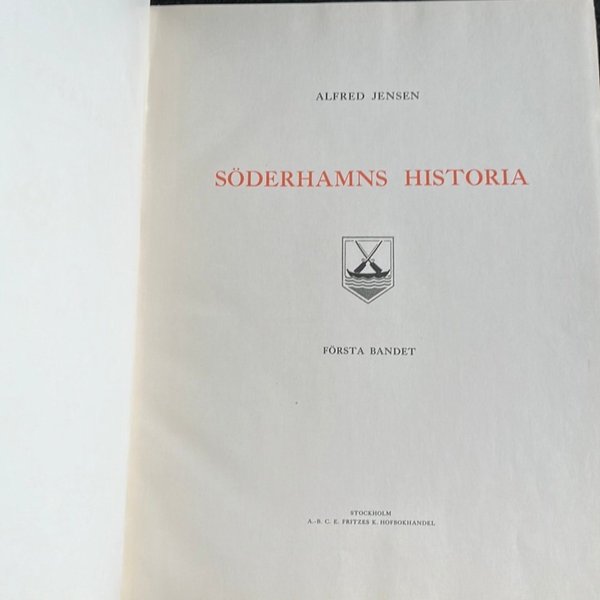 ALFRED JENSEN
SÖDERHAMNS HISTORIA
FÖRSTA BANDET
STOCKHOLM
A.-B. C. E. FRITZES K. HOFBOKHANDEL